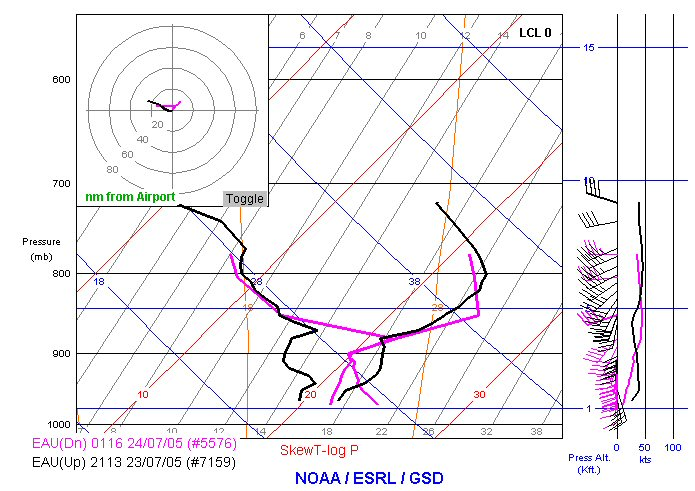 6 7 8 10 12 14
LCL 0
15
600
20
40
60
80
nm from Airport
Toggle
10
700
Pressure
(mb)
800
18
28
38
18
28
900
10
20
30
1
1000
7 8 10 12 14 18 22 26 32 38
EAU(Dn) 0116 24/07/05 (#5576)
SkewT-log P
EAU(Up) 2113 23/07/05 (#7159)
NOAA / ESRL / GSD
Press Alt.
(Kft.)
0 50 100
kts